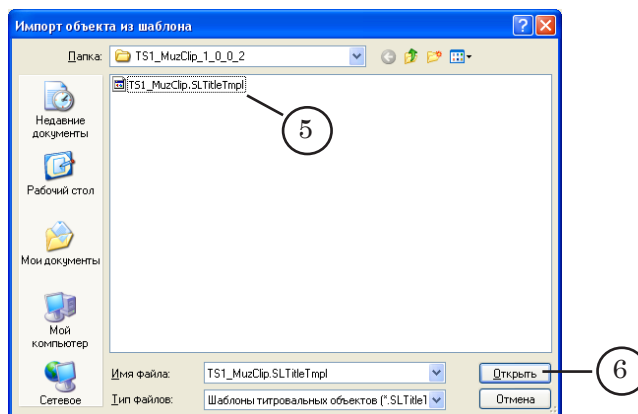 Импорт объекта из шаблона
Папка: TS1_MuzClip_1_0_0_2
TS1_MuzClip.SLTitleTmpl
5
Недавние
документы
Рабочий стол
Мои документы
Мой
компьютер
Сетевое
Имя файла: TS1_MuzClip.SLTitleTmpl
Открыть
6
Тип файлов: Шаблоны титровальных объектов (*.SLTitleT
Отмена